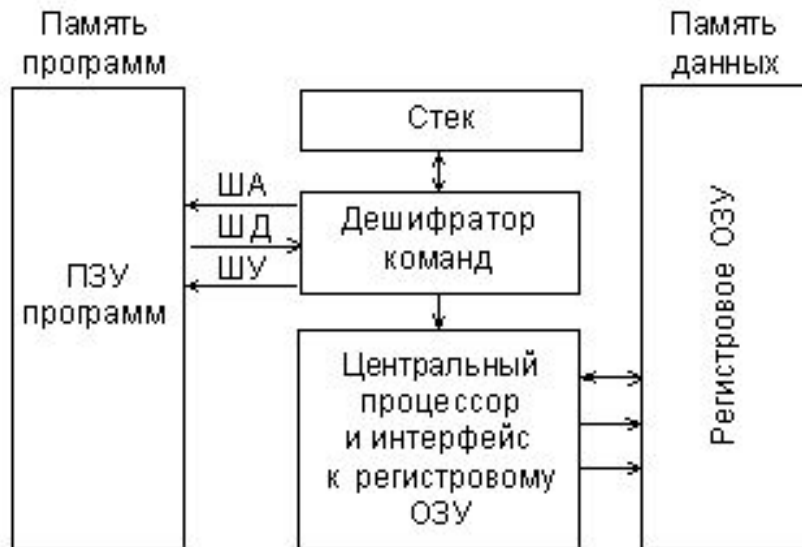 Память
программ
Память
данных
Стек
ША
ШД
ШУ
Дешифратор
команд
ПЗУ
программ
Центральный
процессор
и интерфейс
к регистровому
ОЗУ
Регистровое ОЗУ